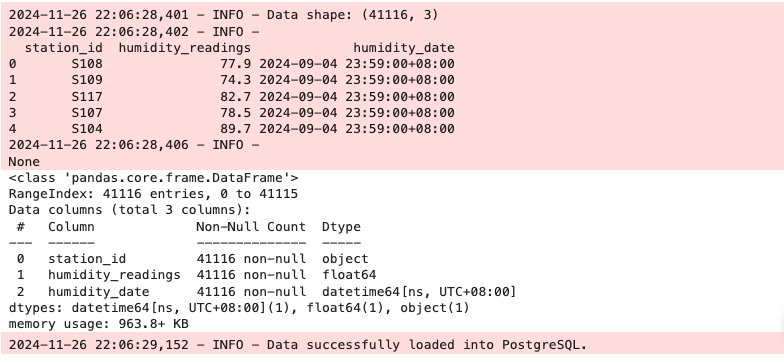 2024-11-26 22:06:28,401 - INFO - Data shape: (41116, 3)
2024-11-26 22:06:28,402 - INFO -
  station_id  humidity_readings             humidity_date
0       S108               77.9 2024-09-04 23:59:00+08:00
1       S109               74.3 2024-09-04 23:59:00+08:00
2       S117               82.7 2024-09-04 23:59:00+08:00
3       S107               78.5 2024-09-04 23:59:00+08:00
4       S104               89.7 2024-09-04 23:59:00+08:00
2024-11-26 22:06:28,406 - INFO -
None
<class 'pandas.core.frame.DataFrame'>
RangeIndex: 41116 entries, 0 to 41115
Data columns (total 3 columns):
 #   Column             Non-Null Count  Dtype
---  ------             --------------  -----
 0   station_id         41116 non-null  object
 1   humidity_readings  41116 non-null  float64
 2   humidity_date      41116 non-null  datetime64[ns, UTC+08:00]
dtypes: datetime64[ns, UTC+08:00](1), float64(1), object(1)
memory usage: 963.8+ KB
2024-11-26 22:06:29,152 - INFO - Data successfully loaded into PostgreSQL.